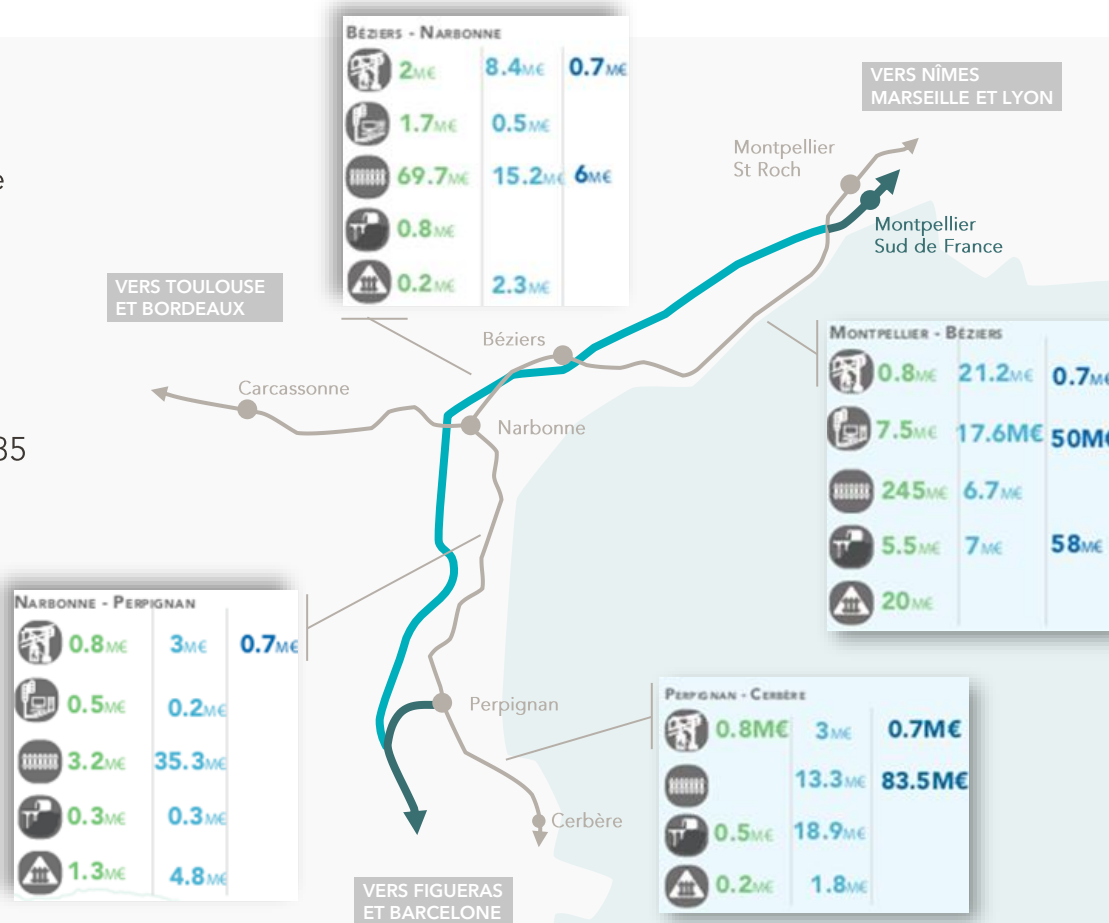 BÉZIERS - NARBONNE
2M€ 8.4M€ 0.7M€
1.7M€ 0.5M€
69.7M€ 15.2M€ 6M€
0.8M€
0.2M€ 2.3M€
VERS NÎMES
MARSEILLE ET LYON
Montpellier
St Roch
e
Montpellier
Sud de France
VERS TOULOUSE
ET BORDEAUX
Béziers
MONTPELLIER - BÉZIERS
0.8M€ 21.2M€ 0.7M€
7.5M€ 17.6M€ 50M€
245M€ 6.7M€
5.5M€ 7M€ 58M€
20M€
Carcassonne
Narbonne
35
NARBONNE - PERPIGNAN
0.8M€ 3M€ 0.7M€
0.5M€ 0.2M€
3.2M€ 35.3M€
0.3M€ 0.3M€
1.3M€ 4.8M€
Perpignan
PERPIGNAN - CERBÈRE
0.8M€ 3M€ 0.7M€
13.3M€ 83.5M€
0.5M€ 18.9M€
0.2M€ 1.8M€
Cerbère
VERS FIGUERAS
ET BARCELONE